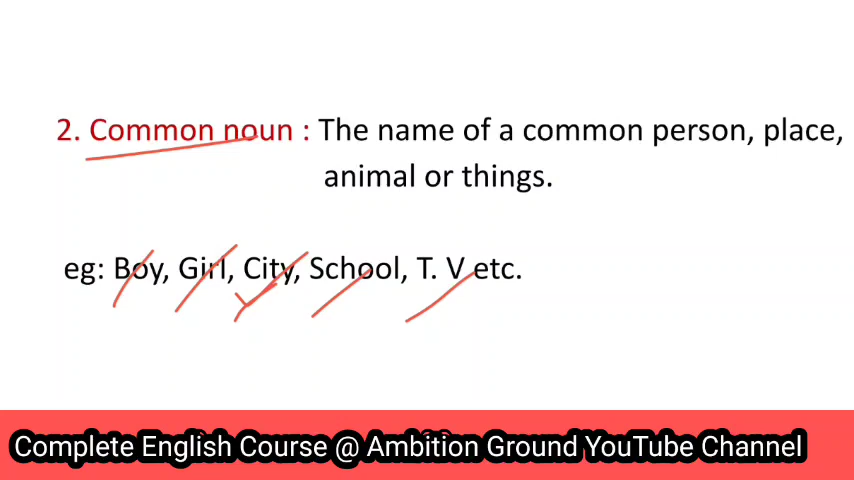 2. Common noun : The name of a common person, place,
animal or things.
eg: Boy, Girl, City, School, T. V etc.
Complete English Course @ Ambition Ground YouTube Channel